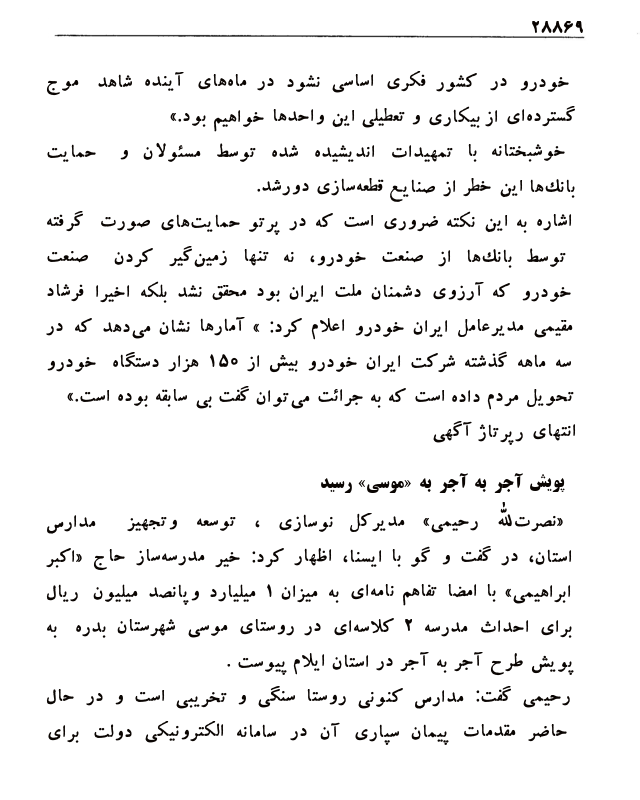 ۲۸۸۶۹
خودرو در کشور فکری اساسی نشود در ماه‌های آینده شاهد موج
گسترده‌ای از بیکاری و تعطیلی این واحدها خواهیم بود.»
خوشبختانه با تمهیدات اندیشیده شده توسط مسئولان و حمایت
بانك‌ها این خطر از صنایع قطعه‌سازی دورشد.
اشاره به این نکته ضروری است که در پرتو حمایت‌های صورت گرفته
توسط بانك‌ها از صنعت خودرو، نه تنها زمین‌گیر کردن صنعت
خودرو که آرزوی دشمنان ملت ایران بود محقق نشد بلکه اخیرا فرشاد
مقیمی مدیرعامل ایران خودرو اعلام کرد: » آمارها نشان می‌دهد که در
سه ماهه گذشته شرکت ایران خودرو بیش از ۱۵۰ هزار دستگاه خودرو
تحویل مردم داده است که به جرائت می‌توان گفت بی سابقه بوده است.»
انتهای رپرتاژ آگهی
پویش آجر به آجر به «موسی» رسید
«نصرت‌الله رحیمی» مدیرکل نوسازی ، توسعه وتجهیز مدارس
استان، در گفت و گو با ایسنا، اظهار کرد: خیر مدرسه‌ساز حاج «اکبر
ابراهیمی» با امضا تفاهم نامه‌ای به میزان ۱ میلیارد وپانصد میلیون ریال
برای احداث مدرسه ۲ کلاسه‌ای در روستای موسی شهرستان بدره به
پویش طرح آجر به آجر در استان ایلام پیوست .
رحیمی گفت: مدارس کنونی روستا سنگی و تخریبی است و در حال
حاضر مقدمات پیمان سپاری آن در سامانه الکترونیکی دولت برای